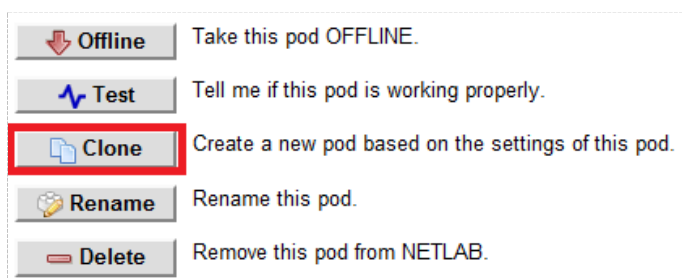 Offline Take this pod OFFLINE.
Test Tell me if this pod is working properly.
Clone Create a new pod based on the settings of this pod.
Rename Rename this pod.
Delete Remove this pod from NETLAB.